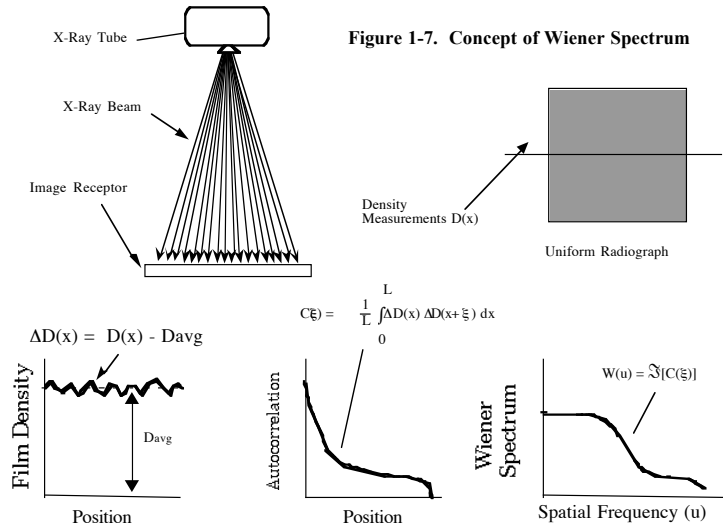 X-Ray Tube
Figure 1-7. Concept of Wiener Spectrum
X-Ray Beam
Image Receptor
Density
Measurements D(x)
Uniform Radiograph
ΔD(x) = D(x) - Davg
Film Density
Davg
Position
L
C(ξ) = 1/L ∫ΔD(x) ΔD(x+ξ) dx
0
Autocorrelation
Position
W(u) = ℑ[C(ξ)]
Wiener
Spectrum
Spatial Frequency (u)